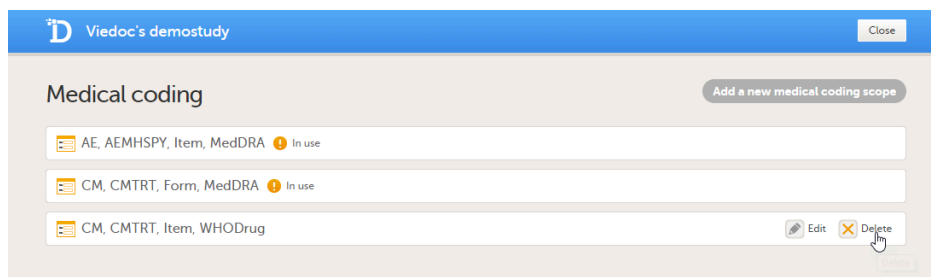 Viedoc's demostudy
Close
Medical coding
Add a new medical coding scope
AE, AEMHSPY, Item, MedDRA ! In use
CM, CMTRT, Form, MedDRA ! In use
CM, CMTRT, Item, WHODrug
Edit Delete
Delete